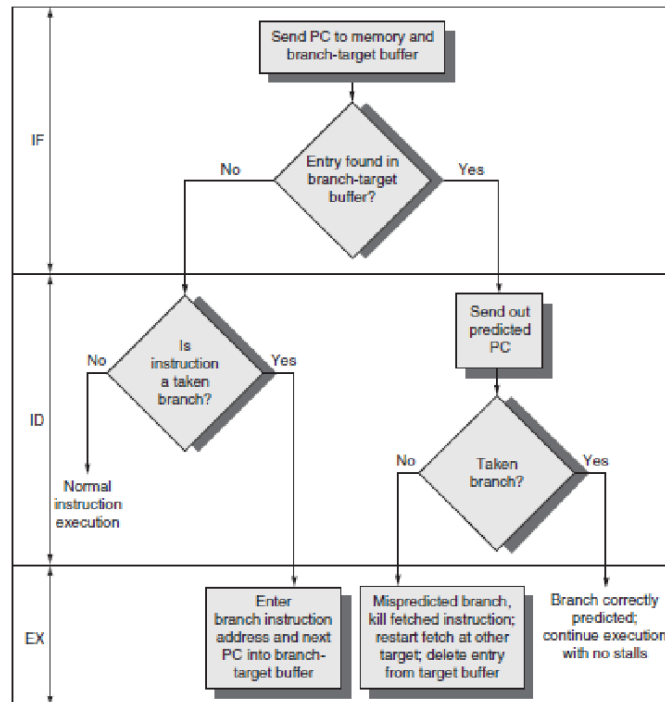 Send PC to memory and
branch-target buffer
IF
No
Entry found in
branch-target
buffer?
Yes
Send out
predicted
PC
No
Is
instruction
a taken
branch?
Yes
ID
No
Taken
branch?
Yes
Normal
instruction
execution
EX
Enter
branch instruction
address and next
PC into branch-
target buffer
Mispredicted branch,
kill fetched instruction;
restart fetch at other
target; delete entry
from target buffer
Branch correctly
predicted;
continue execution
with no stalls